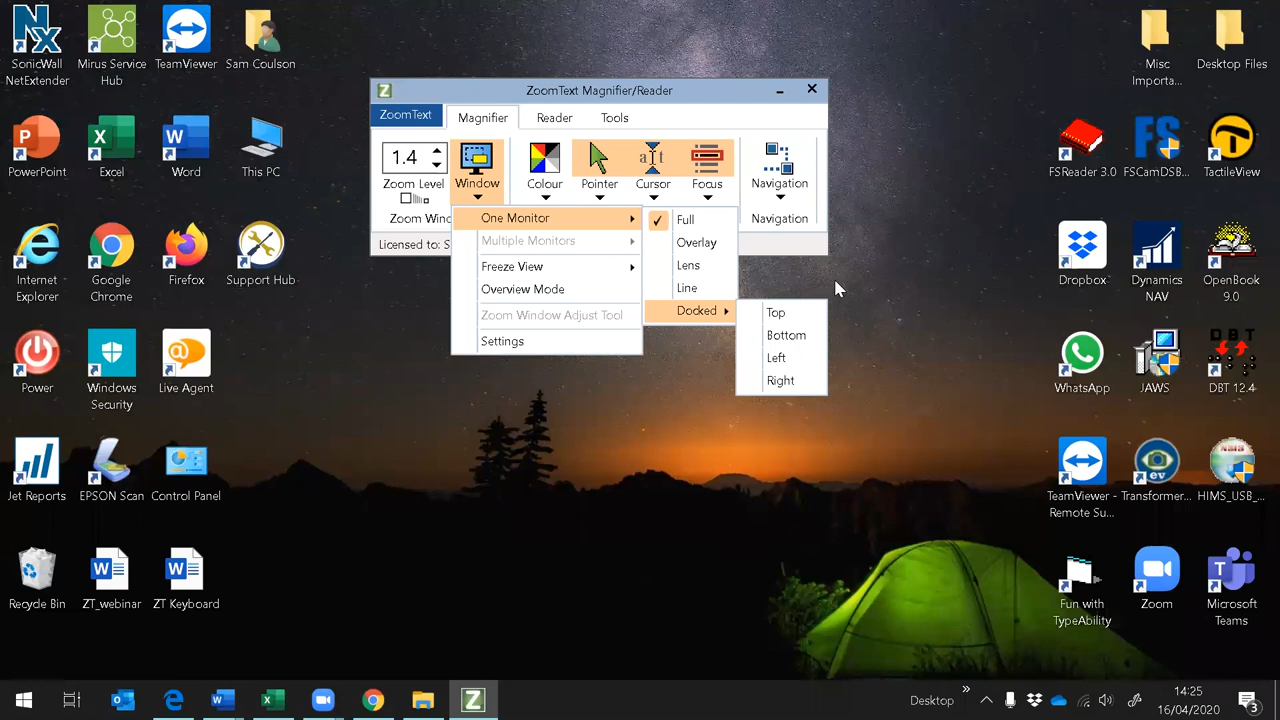 SonicWall
NetExtender
Mirus Service
Hub
TeamViewer
Sam Coulson
PowerPoint
Excel
Word
This PC
Internet
Explorer
Google
Chrome
Firefox
Support Hub
Power
Windows
Security
Live Agent
Jet Reports
EPSON Scan
Control Panel
Recycle Bin
ZT_webinar
ZT Keyboard
ZoomText Magnifier/Reader
ZoomText
Magnifier
Reader
Tools
1.4
Zoom Level
Window
Colour
Pointer
Cursor
Focus
Navigation
Zoom Wind
Navigation
Licensed to: S
One Monitor
Multiple Monitors
Freeze View
Overview Mode
Zoom Window Adjust Tool
Settings
Full
Overlay
Lens
Line
Docked
Top
Bottom
Left
Right
Misc
Importa...
Desktop Files
FSReader 3.0
FS
FSCamDSB...
TactileView
Dropbox
Dynamics
NAV
OpenBook
9.0
WhatsApp
JAWS
DBT
DBT 12.4
TeamViewer -
Remote Su...
ev
Transformer...
HIMS_USB_...
Fun with
TypeAbility
Zoom
Microsoft
Teams
Desktop
14:25
16/04/2020
3